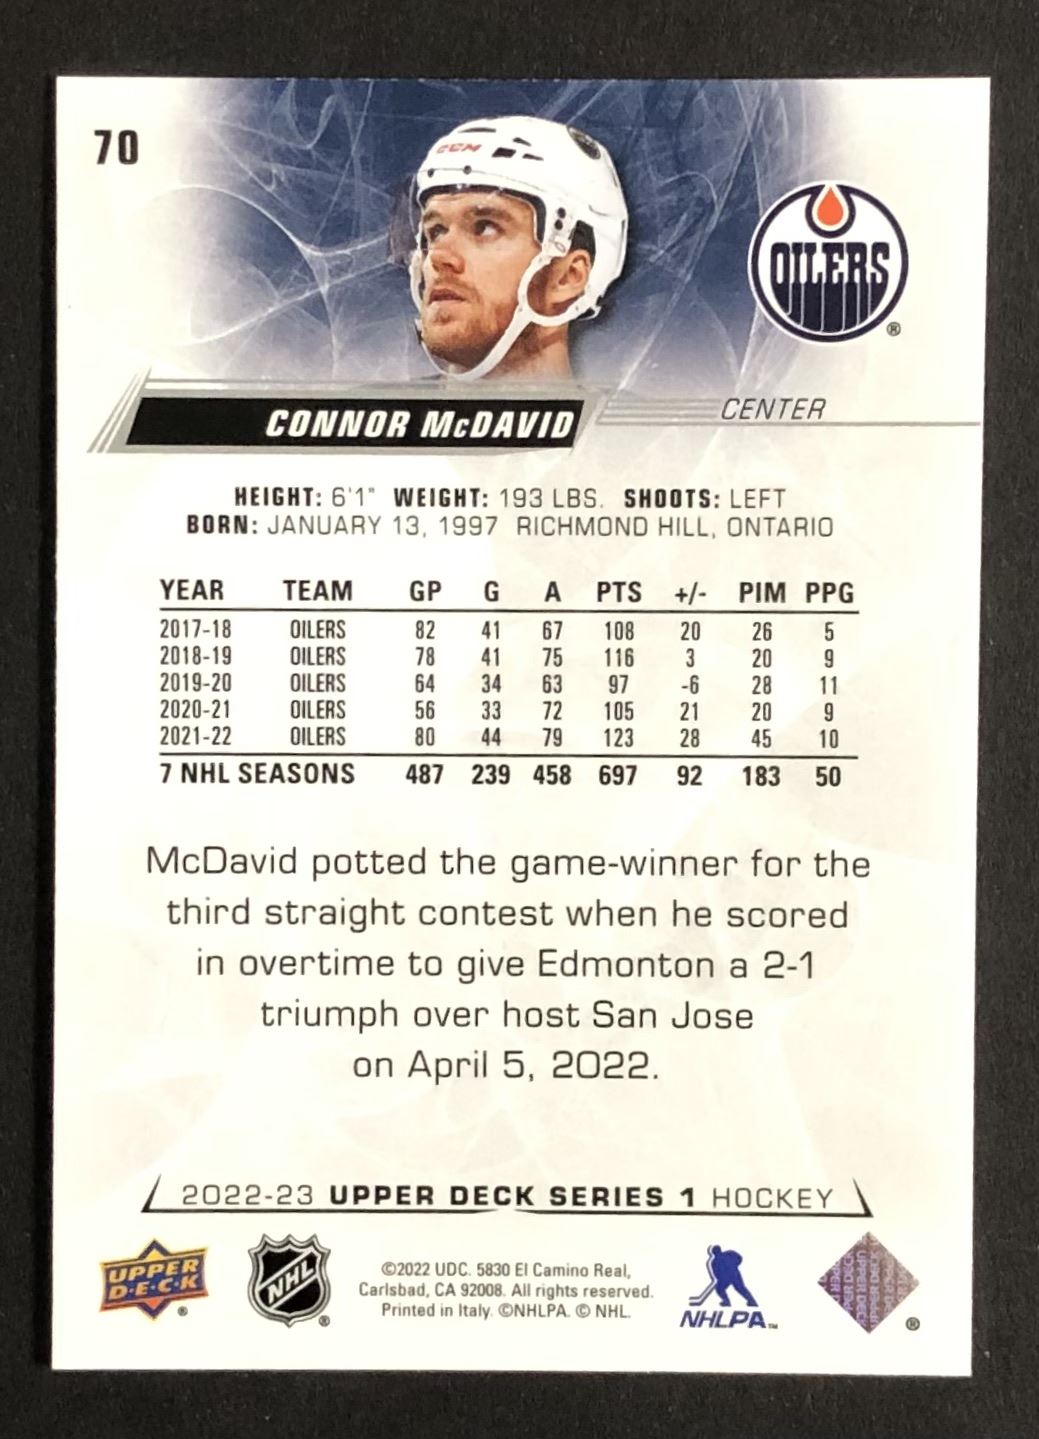 70
CCM
OILERS
®
CONNOR McDAVID
CENTER
HEIGHT: 6'1" WEIGHT: 193 LBS. SHOOTS: LEFT
BORN: JANUARY 13, 1997 RICHMOND HILL, ONTARIO
YEAR TEAM GP G A PTS +/- PIM PPG
2017-18 OILERS 82 41 67 108 20 26 5
2018-19 OILERS 78 41 75 116 3 20 9
2019-20 OILERS 64 34 63 97 -6 28 11
2020-21 OILERS 56 33 72 105 21 20 9
2021-22 OILERS 80 44 79 123 28 45 10
7 NHL SEASONS 487 239 458 697 92 183 50
McDavid potted the game-winner for the
third straight contest when he scored
in overtime to give Edmonton a 2-1
triumph over host San Jose
on April 5, 2022.
2022-23 UPPER DECK SERIES 1 HOCKEY
UPPER
D·E·C·K
®
NHL
®
©2022 UDC. 5830 El Camino Real,
Carlsbad, CA 92008. All rights reserved.
Printed in Italy. ©NHLPA. © NHL.
NHLPA™
®